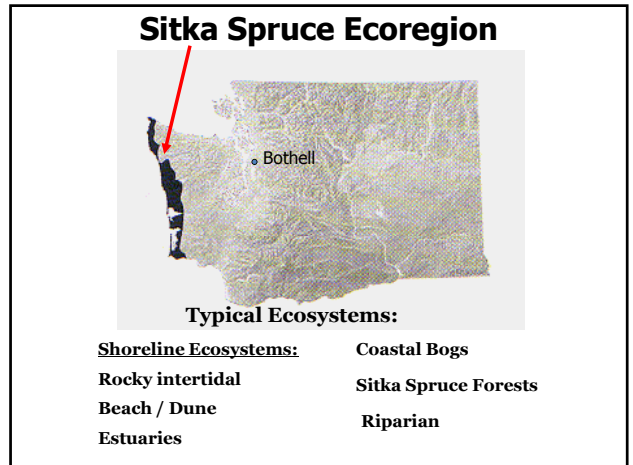 Sitka Spruce Ecoregion
Bothell
Typical Ecosystems:
Shoreline Ecosystems:
Rocky intertidal
Beach / Dune
Estuaries
Coastal Bogs
Sitka Spruce Forests
Riparian